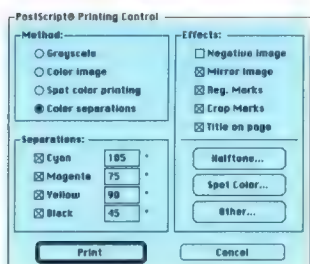 PostScript® Printing Control
Method:
Grayscale
Color image
Spot color printing
Color separations
Separations:
Cyan 105 °
Magenta 75 °
Yellow 90 °
Black 45 °
Effects:
Negative image
Mirror image
Reg. Marks
Crop Marks
Title on page
Halftone...
Spot Color...
Other...
Print
Cancel